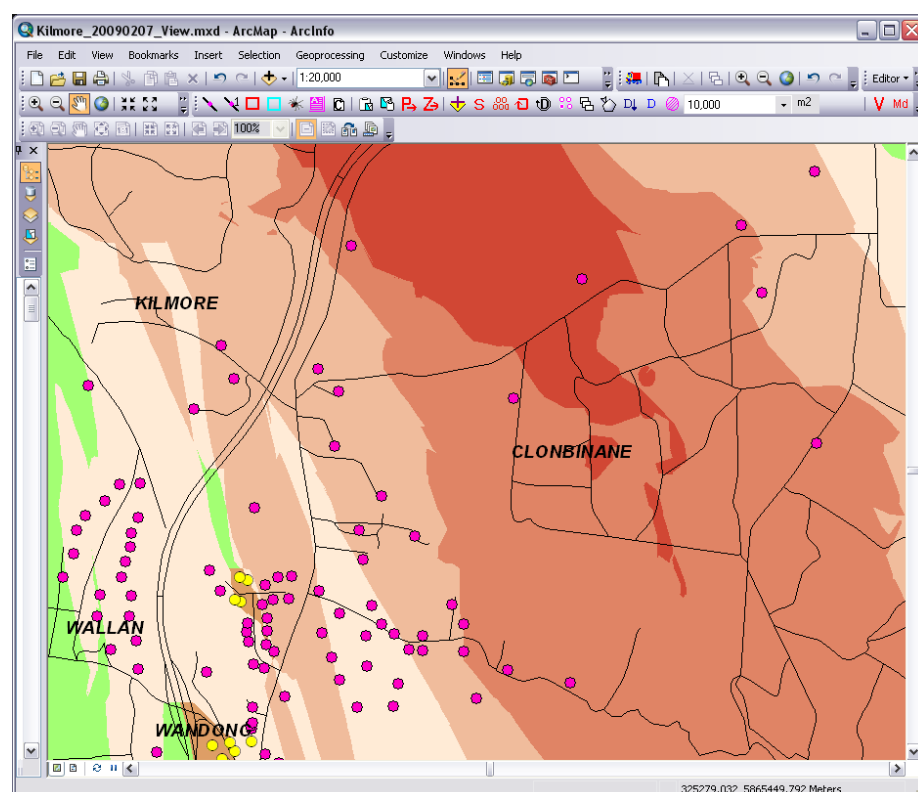 Kilmore_20090207_View.mxd - ArcMap - ArcInfo
File Edit View Bookmarks Insert Selection Geoprocessing Customize Windows Help
1:20,000 Editor
S D D 10,000 m2 V Md
100%
KILMORE
CLONBINANE
WALLAN
WANDONG
325279.032 5865449.792 Meters